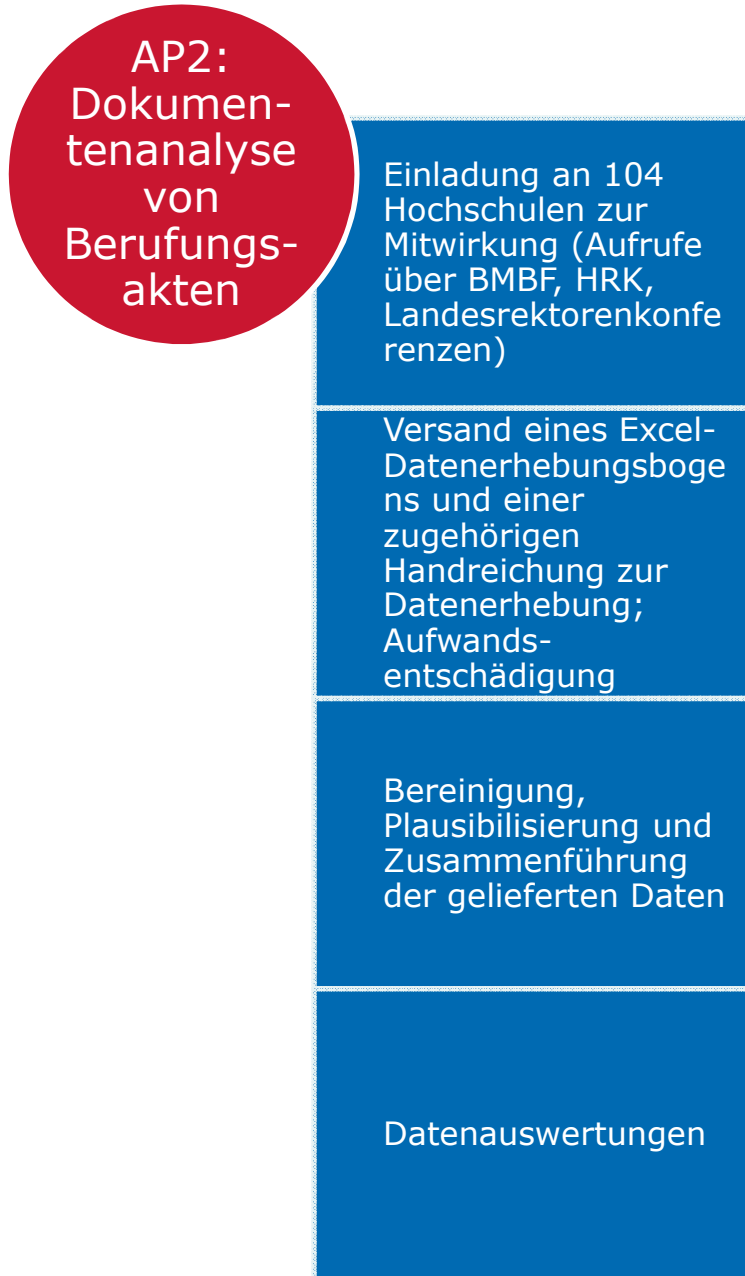 AP2:
Dokumen-
tenanalyse
von
Berufungs-
akten
Einladung an 104
Hochschulen zur
Mitwirkung (Aufrufe
über BMBF, HRK,
Landesrektorenkonfe
renzen)
Versand eines Excel-
Datenerhebungsboge
ns und einer
zugehörigen
Handreichung zur
Datenerhebung;
Aufwands-
entschädigung
Bereinigung,
Plausibilisierung und
Zusammenführung
der gelieferten Daten
Datenauswertungen